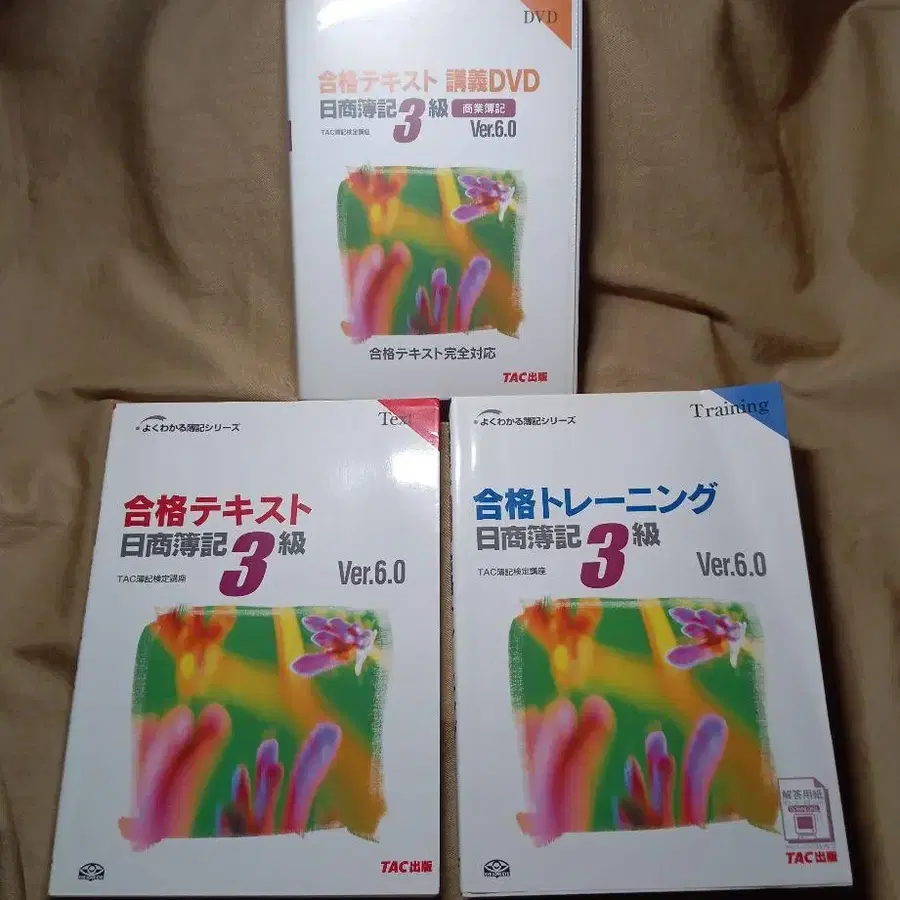 DVD
合格テキスト 講義DVD
日商簿記3級 商業簿記
TAC簿記検定講座 Ver.6.0
合格テキスト完全対応
TAC出版
よくわかる簿記シリーズ Text
合格テキスト
日商簿記3級
TAC簿記検定講座 Ver.6.0
TAC出版
よくわかる簿記シリーズ Training
合格トレーニング
日商簿記3級
TAC簿記検定講座 Ver.6.0
解答用紙
DOWNLOAD
TAC出版